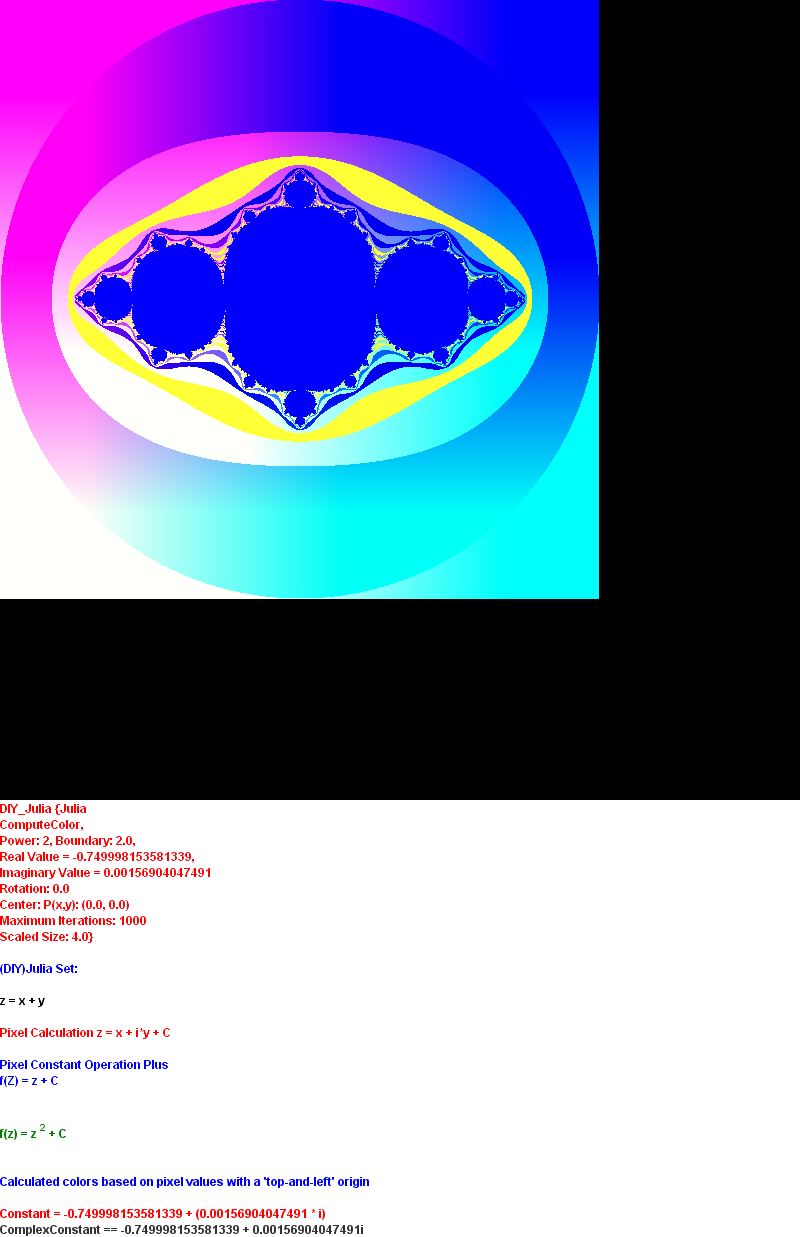 DIY_Julia {Julia
ComputeColor,
Power: 2, Boundary: 2.0,
Real Value = -0.749998153581339,
Imaginary Value = 0.00156904047491
Rotation: 0.0
Center: P(x,y): (0.0, 0.0)
Maximum Iterations: 1000
Scaled Size: 4.0}
(DIY)Julia Set:
z = x + y
Pixel Calculation z = x + i*y + C
Pixel Constant Operation Plus
f(Z) = z + C
f(z) = z 2 + C
Calculated colors based on pixel values with a 'top-and-left' origin
Constant = -0.749998153581339 + (0.00156904047491 * i)
ComplexConstant == -0.749998153581339 + 0.00156904047491i